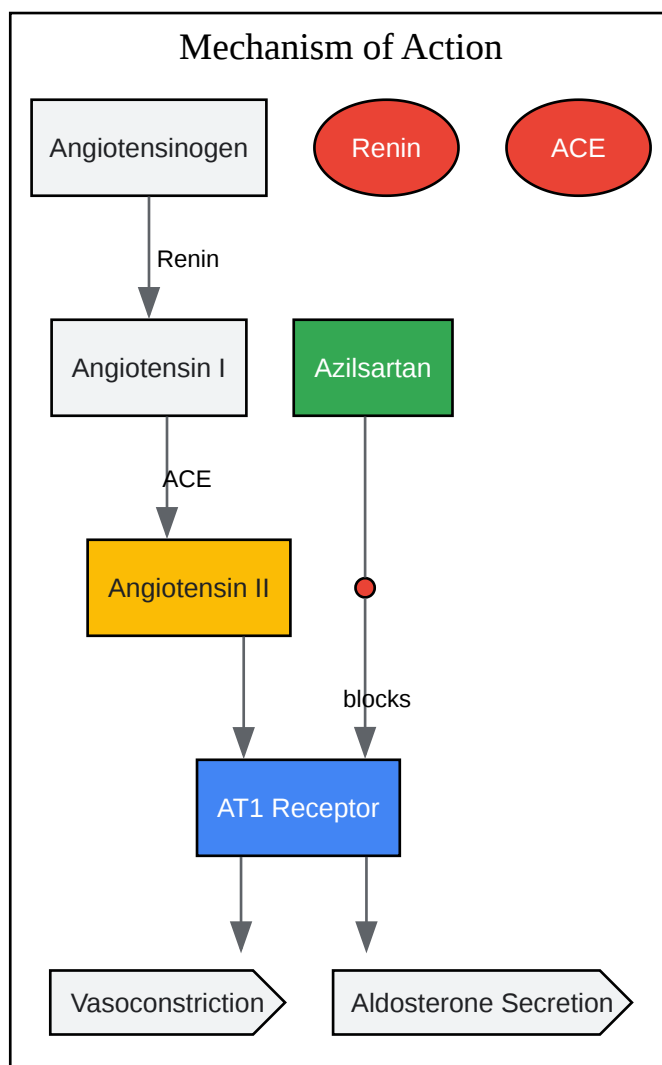 Mechanism of Action
Angiotensinogen
Renin
ACE
Renin
Angiotensin I
Azilsartan
ACE
Angiotensin II
blocks
AT1 Receptor
Vasoconstriction
Aldosterone Secretion